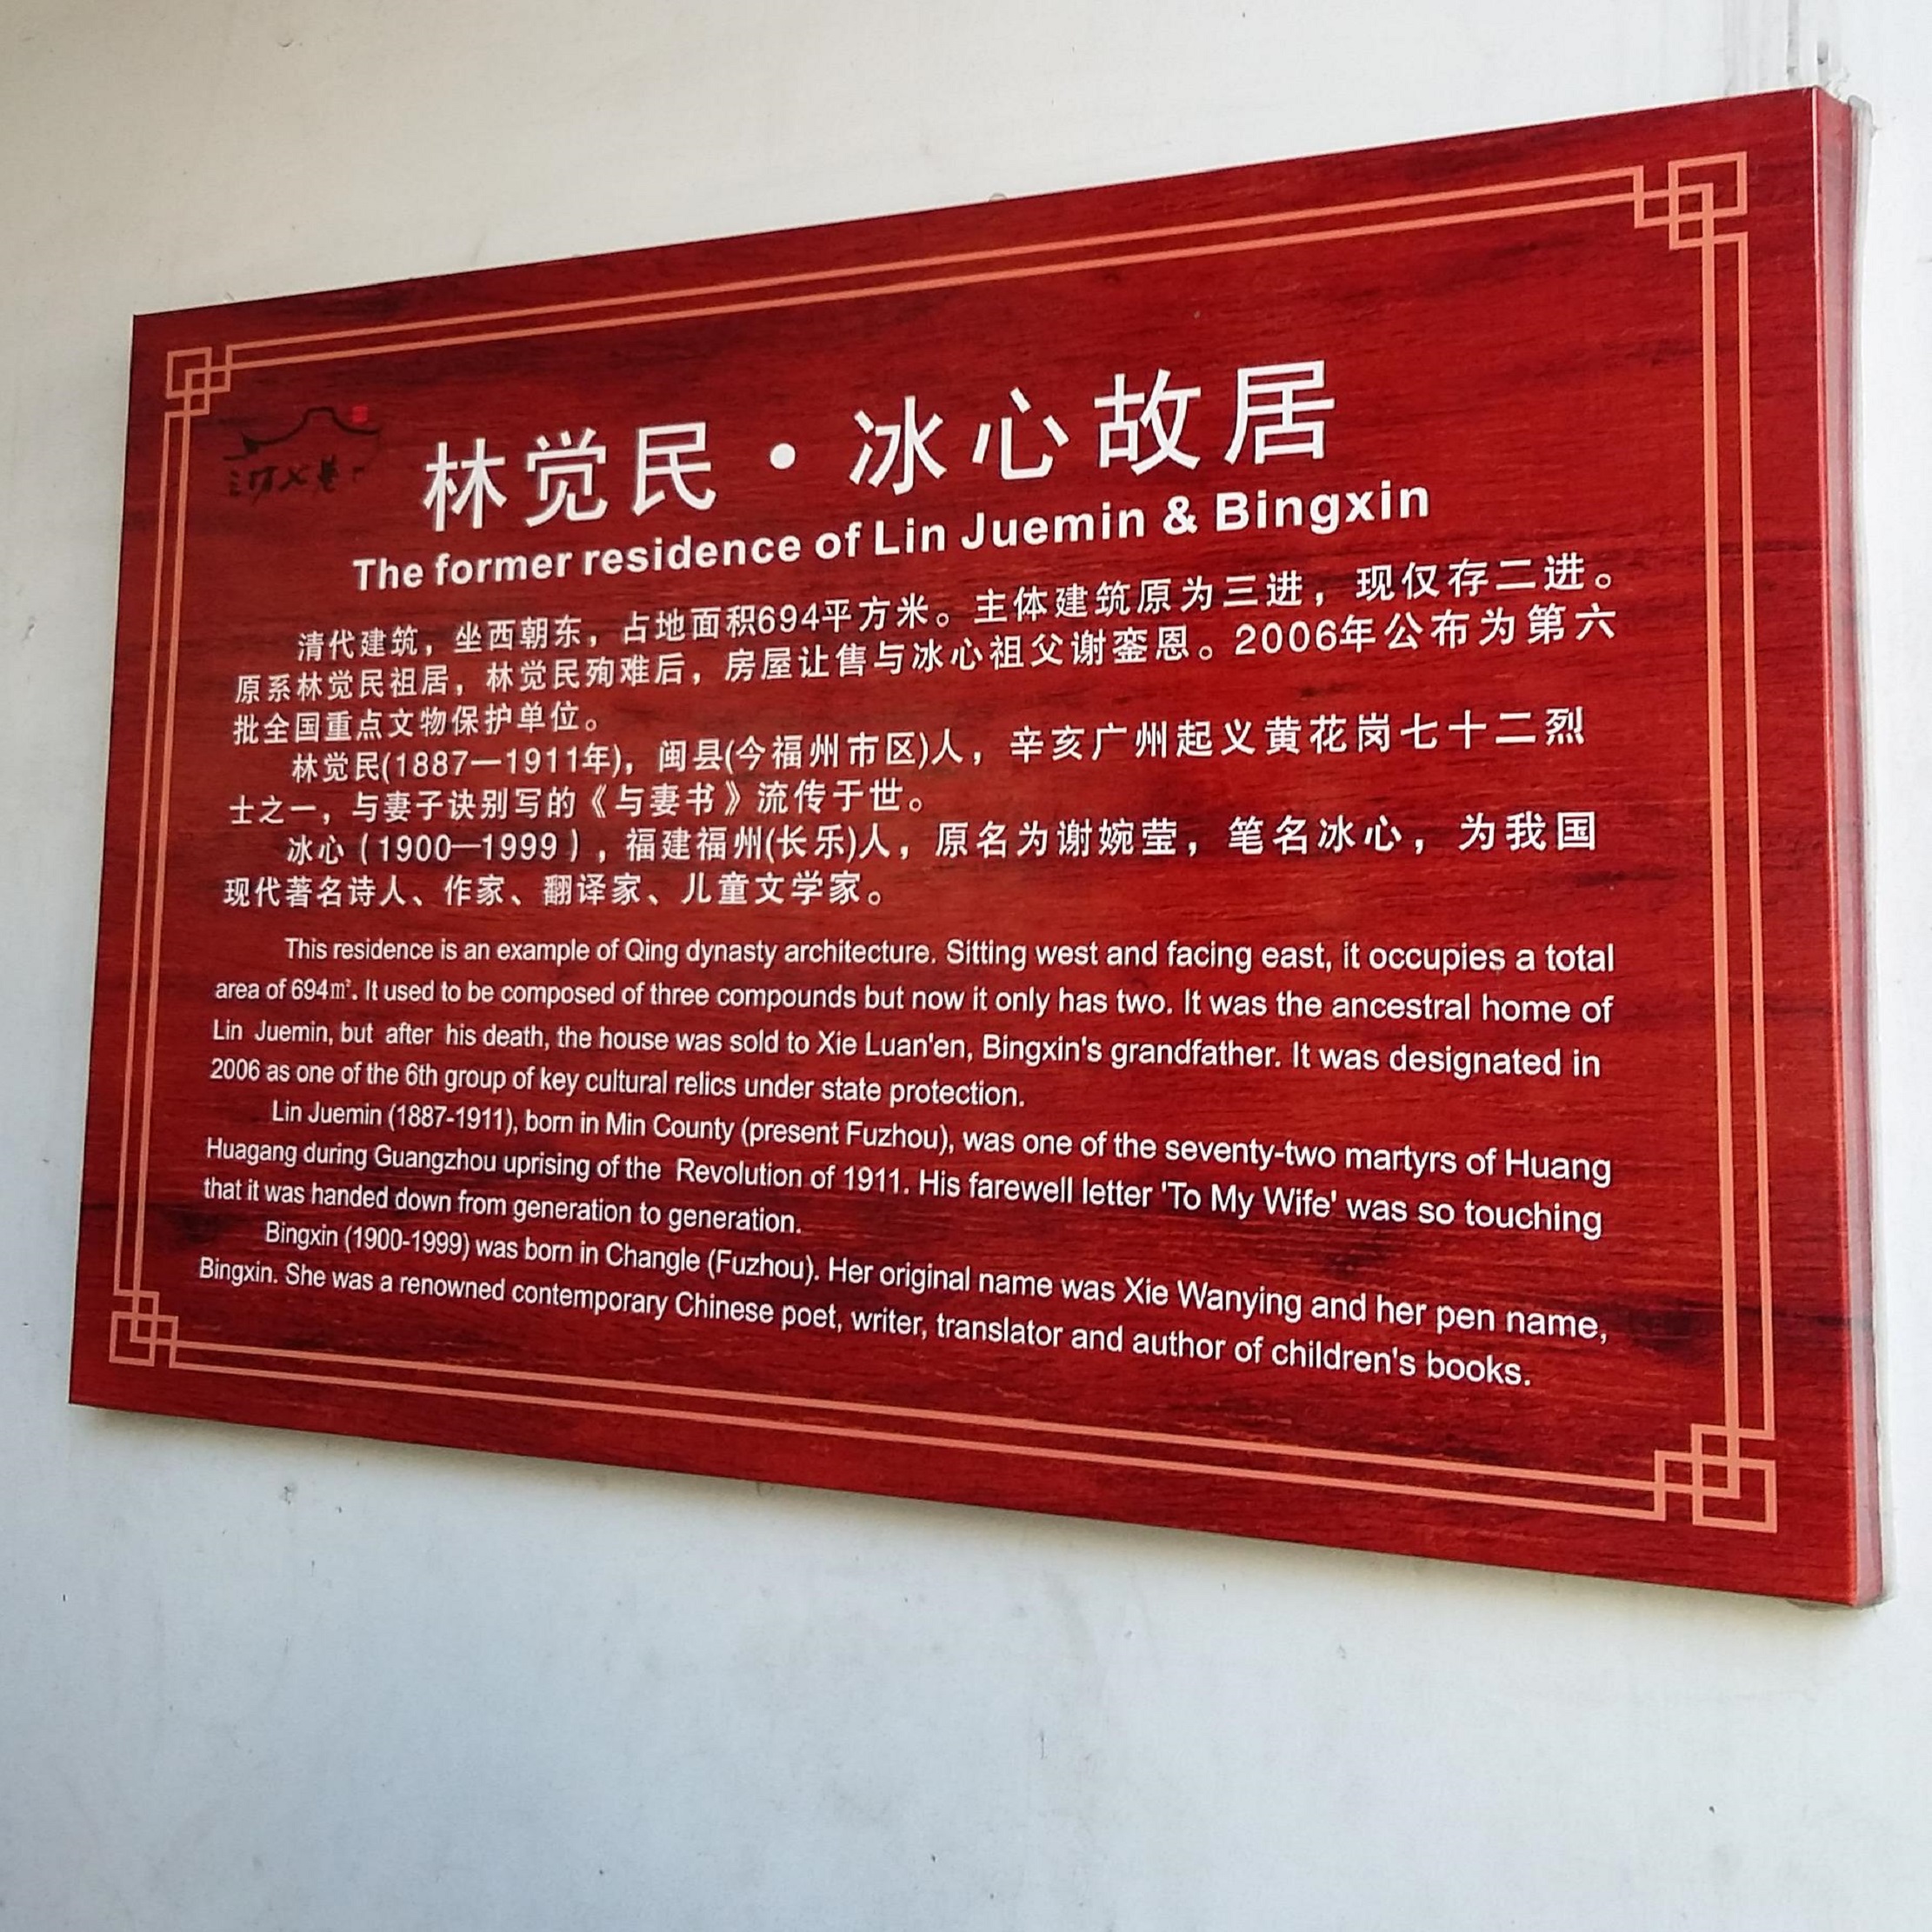 林觉民·冰心故居
The former residence of Lin Juemin & Bingxin
清代建筑，坐西朝东，占地面积694平方米。主体建筑原为三进，现仅存二进。
原系林觉民祖居，林觉民殉难后，房屋让售与冰心祖父谢銮恩。2006年公布为第六
批全国重点文物保护单位。
林觉民(1887—1911年)，闽县(今福州市区)人，辛亥广州起义黄花岗七十二烈
士之一，与妻子诀别写的《与妻书》流传于世。
冰心（1900—1999），福建福州(长乐)人，原名为谢婉莹，笔名冰心，为我国
现代著名诗人、作家、翻译家、儿童文学家。
This residence is an example of Qing dynasty architecture. Sitting west and facing east, it occupies a total
area of 694㎡. It used to be composed of three compounds but now it only has two. It was the ancestral home of
Lin Juemin, but after his death, the house was sold to Xie Luan'en, Bingxin's grandfather. It was designated in
2006 as one of the 6th group of key cultural relics under state protection.
Lin Juemin (1887-1911), born in Min County (present Fuzhou), was one of the seventy-two martyrs of Huang
Huagang during Guangzhou uprising of the Revolution of 1911. His farewell letter 'To My Wife' was so touching
that it was handed down from generation to generation.
Bingxin (1900-1999) was born in Changle (Fuzhou). Her original name was Xie Wanying and her pen name,
Bingxin. She was a renowned contemporary Chinese poet, writer, translator and author of children's books.